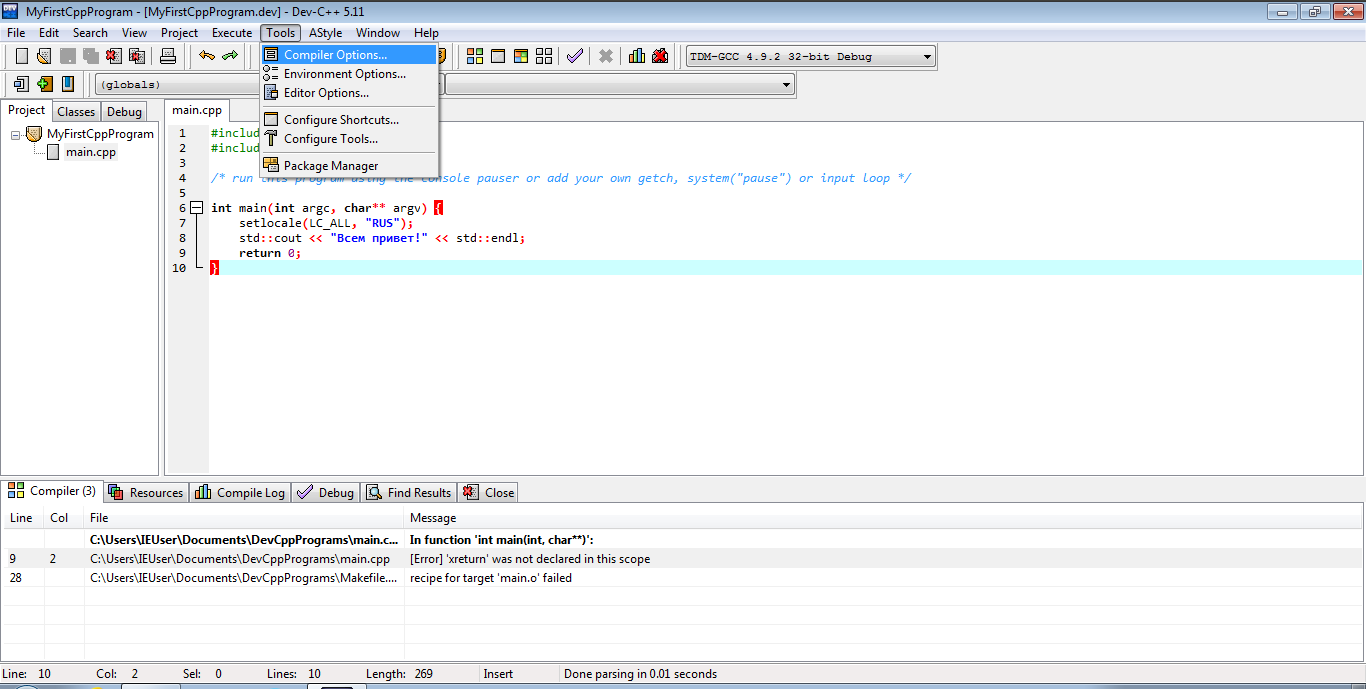 MyFirstCppProgram - [MyFirstCppProgram.dev] - Dev-C++ 5.11
File Edit Search View Project Execute Tools AStyle Window Help
TDM-GCC 4.9.2 32-bit Debug
(globals)
Compiler Options...
Environment Options...
Editor Options...
Configure Shortcuts...
Configure Tools...
Package Manager
Project Classes Debug
MyFirstCppProgram
main.cpp
main.cpp
1 #includ
2 #includ
3
4 /* run this program using the console pauser or add your own getch, system("pause") or input loop */
5
6 int main(int argc, char** argv) {
7 setlocale(LC_ALL, "RUS");
8 std::cout << "Всем привет!" << std::endl;
9 return 0;
10 }
Compiler (3) Resources Compile Log Debug Find Results Close
Line Col File Message
C:\Users\IEUser\Documents\DevCppPrograms\main.c... In function 'int main(int, char**)':
9 2 C:\Users\IEUser\Documents\DevCppPrograms\main.cpp [Error] 'xreturn' was not declared in this scope
28 C:\Users\IEUser\Documents\DevCppPrograms\Makefile.... recipe for target 'main.o' failed
Line: 10 Col: 2 Sel: 0 Lines: 10 Length: 269 Insert Done parsing in 0.01 seconds